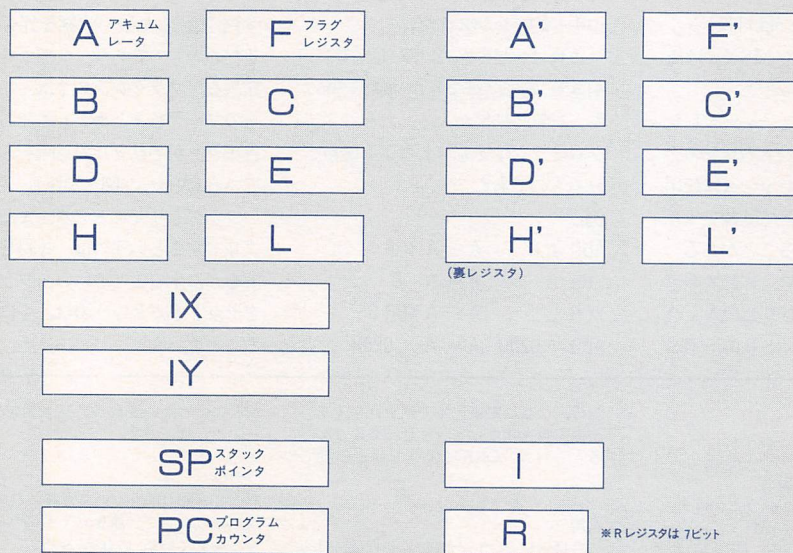 A アキュムレータ F フラグレジスタ A' F'
B C B' C'
D E D' E'
H L H' L'
(裏レジスタ)
IX
IY
SP スタックポインタ I
PC プログラムカウンタ R ※Rレジスタは 7ビット